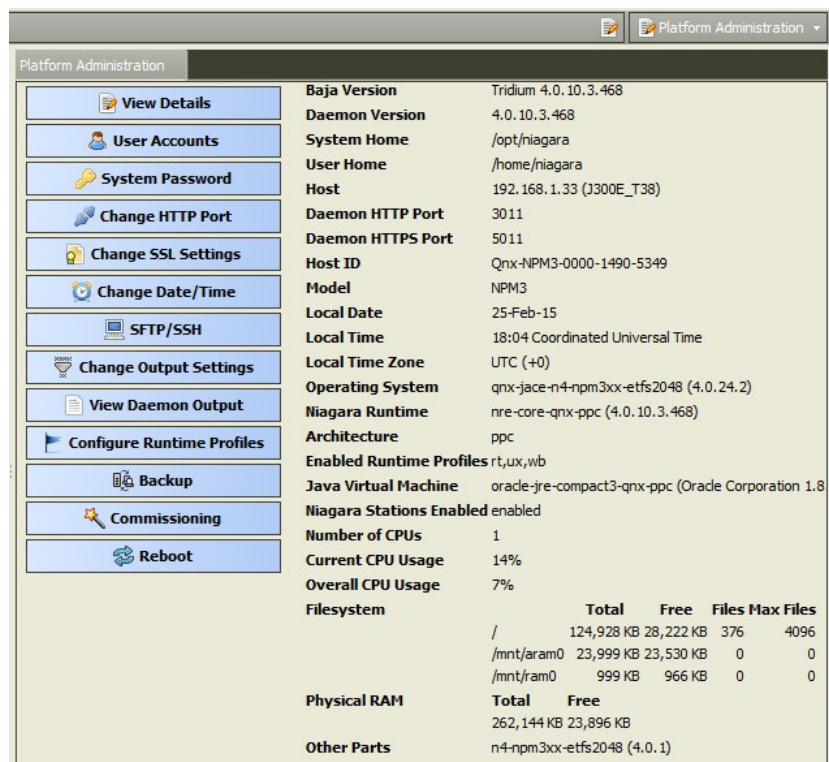 Platform Administration
Platform Administration
View Details
User Accounts
System Password
Change HTTP Port
Change SSL Settings
Change Date/Time
SFTP/SSH
Change Output Settings
View Daemon Output
Configure Runtime Profiles
Backup
Commissioning
Reboot
Baja Version Tridium 4.0.10.3.468
Daemon Version 4.0.10.3.468
System Home /opt/niagara
User Home /home/niagara
Host 192.168.1.33 (J300E_T38)
Daemon HTTP Port 3011
Daemon HTTPS Port 5011
Host ID Qnx-NPM3-0000-1490-5349
Model NPM3
Local Date 25-Feb-15
Local Time 18:04 Coordinated Universal Time
Local Time Zone UTC (+0)
Operating System qnx-jace-n4-npm3xx-etfs2048 (4.0.24.2)
Niagara Runtime nre-core-qnx-ppc (4.0.10.3.468)
Architecture ppc
Enabled Runtime Profiles rt,ux,wb
Java Virtual Machine oracle-jre-compact3-qnx-ppc (Oracle Corporation 1.8
Niagara Stations Enabled enabled
Number of CPUs 1
Current CPU Usage 14%
Overall CPU Usage 7%
Filesystem Total Free Files Max Files
/ 124,928 KB 28,222 KB 376 4096
/mnt/aram0 23,999 KB 23,530 KB 0 0
/mnt/ram0 999 KB 966 KB 0 0
Physical RAM Total Free
262,144 KB 23,896 KB
Other Parts n4-npm3xx-etfs2048 (4.0.1)